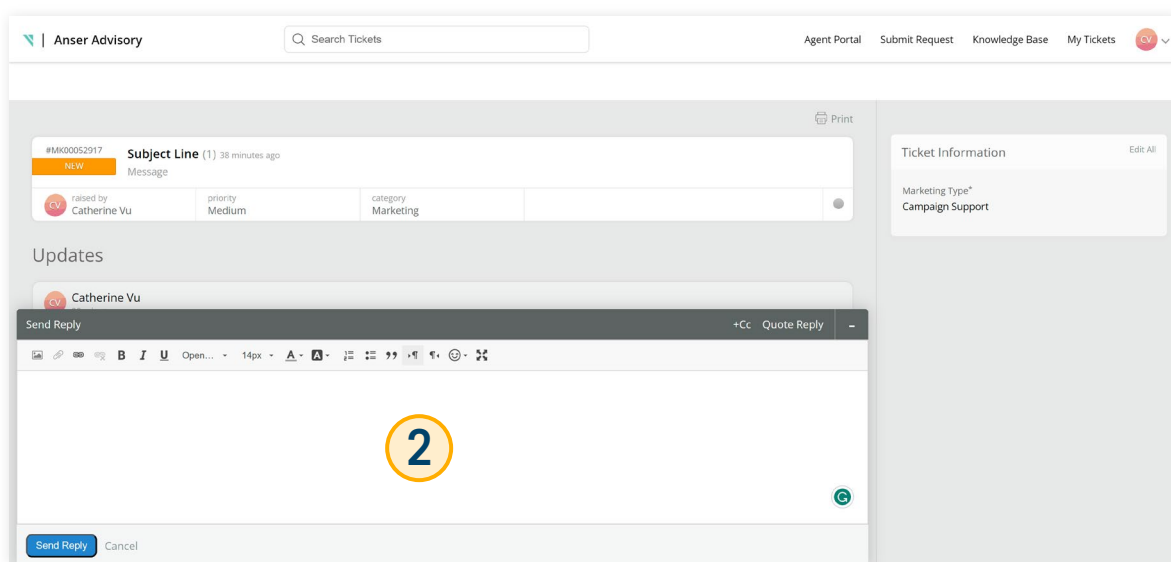 Anser Advisory
Search Tickets
Agent Portal Submit Request Knowledge Base My Tickets CV
Print
#MK00052917
NEW
Subject Line (1) 38 minutes ago
Message
CV
raised by
Catherine Vu
priority
Medium
category
Marketing
Ticket Information Edit All
Marketing Type*
Campaign Support
Updates
CV
Catherine Vu
Send Reply +Cc Quote Reply
B I U Open... 14px A A
2
G
Send Reply Cancel